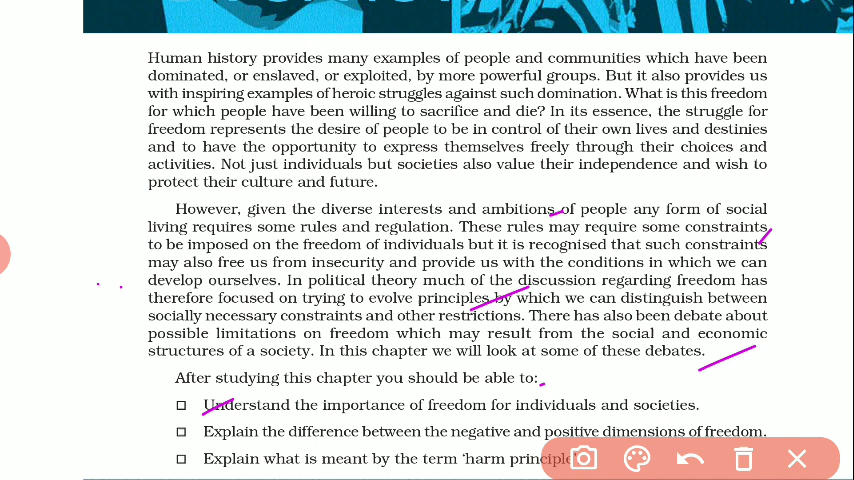 Human history provides many examples of people and communities which have been
dominated, or enslaved, or exploited, by more powerful groups. But it also provides us
with inspiring examples of heroic struggles against such domination. What is this freedom
for which people have been willing to sacrifice and die? In its essence, the struggle for
freedom represents the desire of people to be in control of their own lives and destinies
and to have the opportunity to express themselves freely through their choices and
activities. Not just individuals but societies also value their independence and wish to
protect their culture and future.
However, given the diverse interests and ambitions of people any form of social
living requires some rules and regulation. These rules may require some constraints
to be imposed on the freedom of individuals but it is recognised that such constraints
may also free us from insecurity and provide us with the conditions in which we can
develop ourselves. In political theory much of the discussion regarding freedom has
therefore focused on trying to evolve principles by which we can distinguish between
socially necessary constraints and other restrictions. There has also been debate about
possible limitations on freedom which may result from the social and economic
structures of a society. In this chapter we will look at some of these debates.
After studying this chapter you should be able to:
Understand the importance of freedom for individuals and societies.
Explain the difference between the negative and positive dimensions of freedom.
Explain what is meant by the term ‘harm principle’